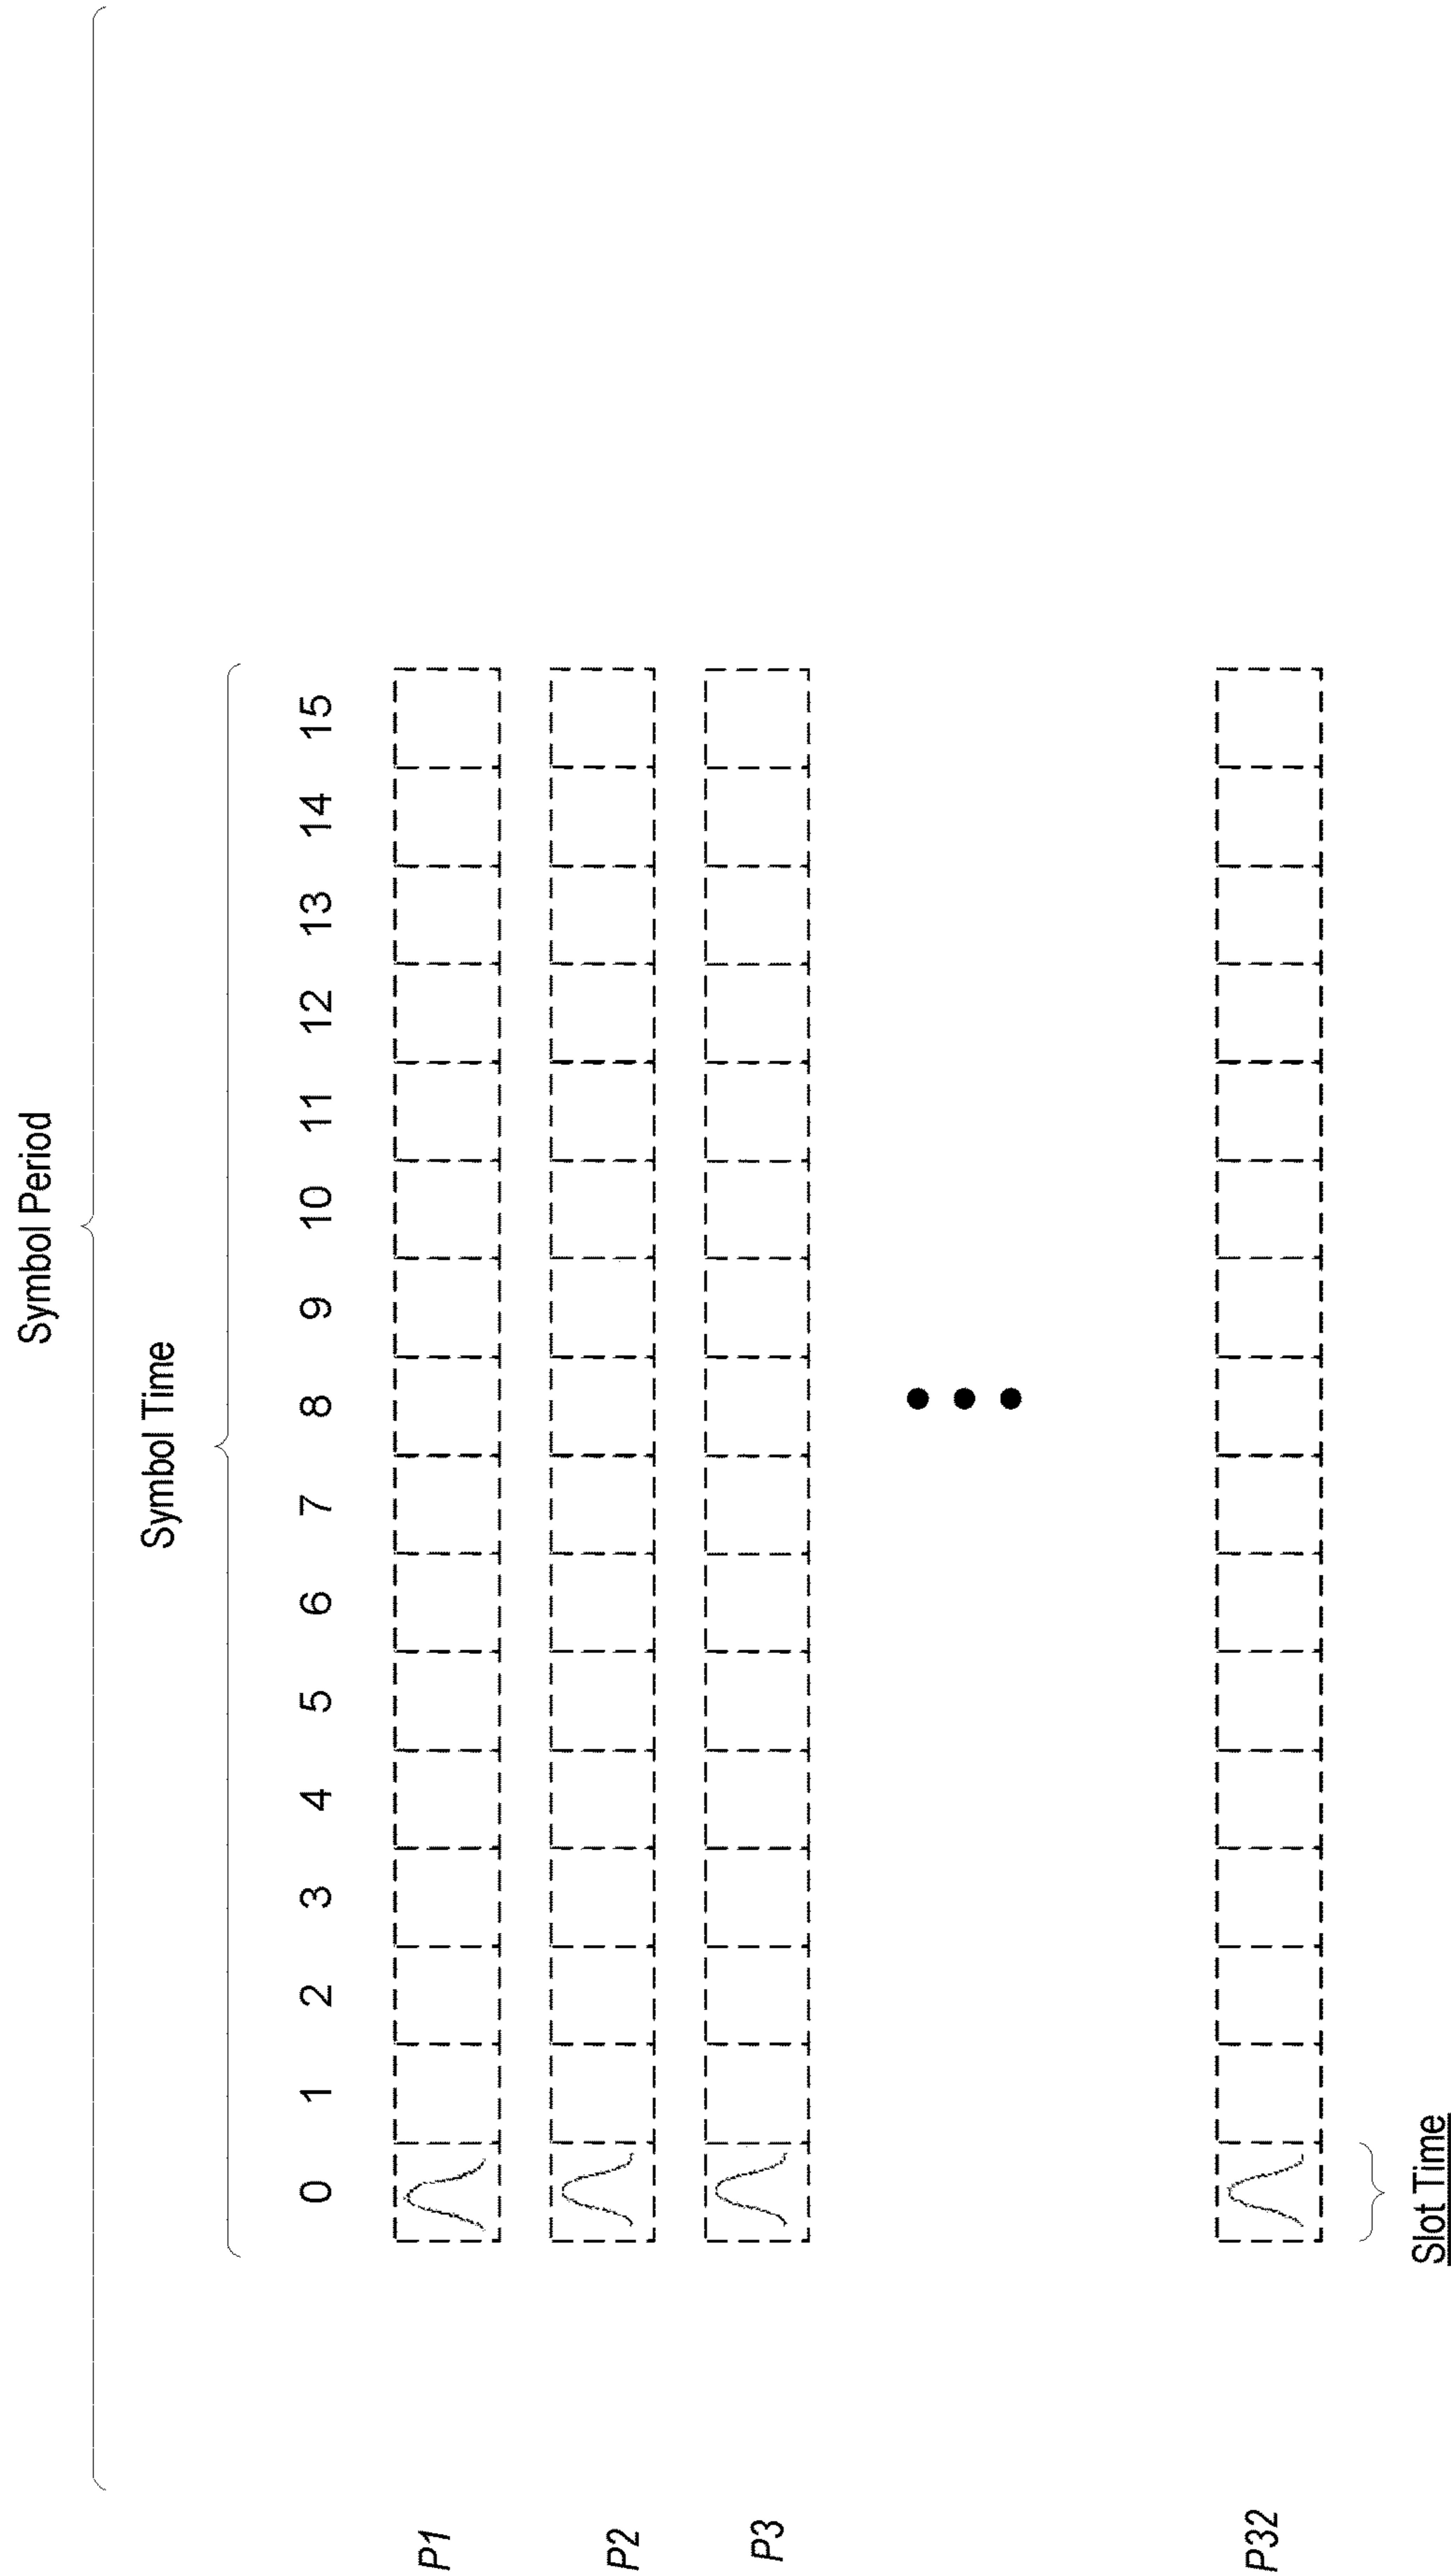 Symbol Period
Symbol Time
0 1 2 3 4 5 6 7 8 9 10 11 12 13 14 15
P1
P2
P3
P32
Slot Time